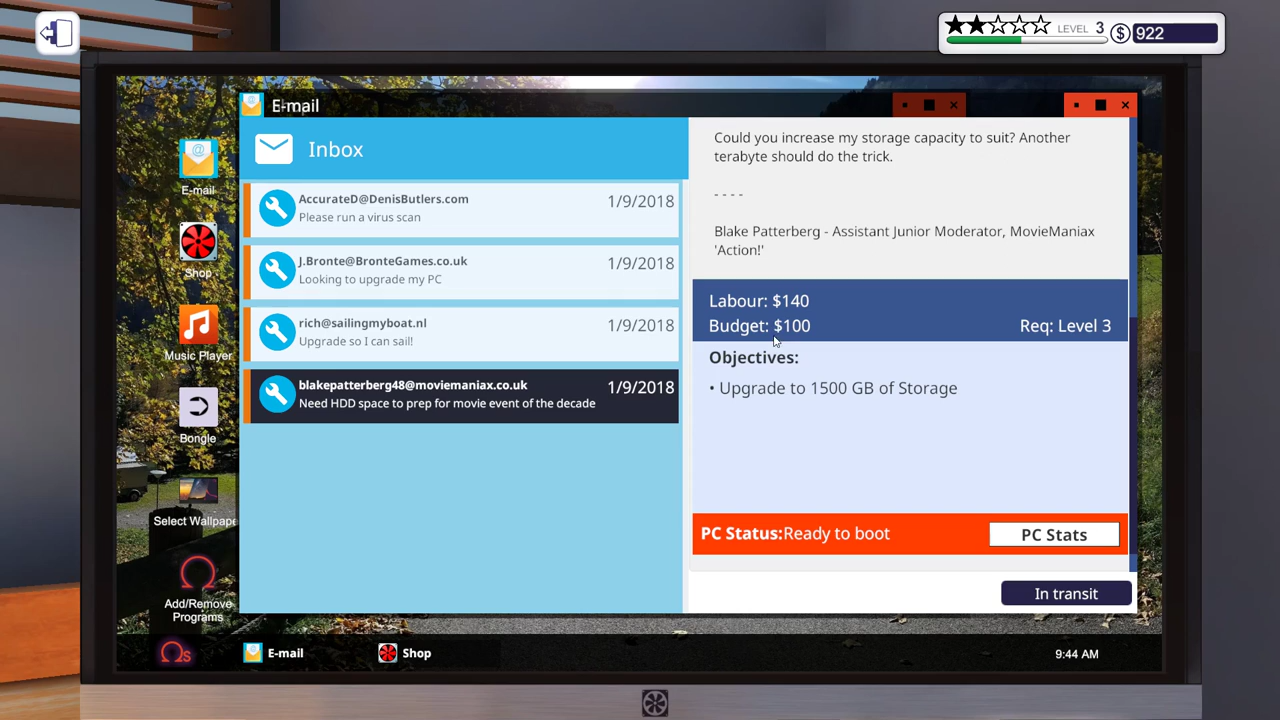 LEVEL 3
$ 922
E-mail
Inbox
AccurateD@DenisButlers.com
1/9/2018
Please run a virus scan
J.Bronte@BronteGames.co.uk
1/9/2018
Looking to upgrade my PC
rich@sailingmyboat.nl
1/9/2018
Upgrade so I can sail!
blakepatterberg48@moviemaniax.co.uk
1/9/2018
Need HDD space to prep for movie event of the decade
Could you increase my storage capacity to suit? Another
terabyte should do the trick.
- - - -
Blake Patterberg - Assistant Junior Moderator, MovieManiax
'Action!'
Labour: $140
Budget: $100
Req: Level 3
Objectives:
• Upgrade to 1500 GB of Storage
PC Status:Ready to boot
PC Stats
In transit
E-mail
Shop
Music Player
Bongle
Select Wallpape
Add/Remove
Programs
Ωs
E-mail
Shop
9:44 AM